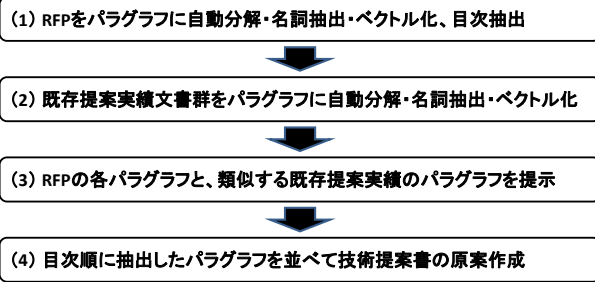 (1) RFPをパラグラフに自動分解・名詞抽出・ベクトル化、目次抽出
(2) 既存提案実績文書群をパラグラフに自動分解・名詞抽出・ベクトル化
(3) RFPの各パラグラフと、類似する既存提案実績のパラグラフを提示
(4) 目次順に抽出したパラグラフを並べて技術提案書の原案作成